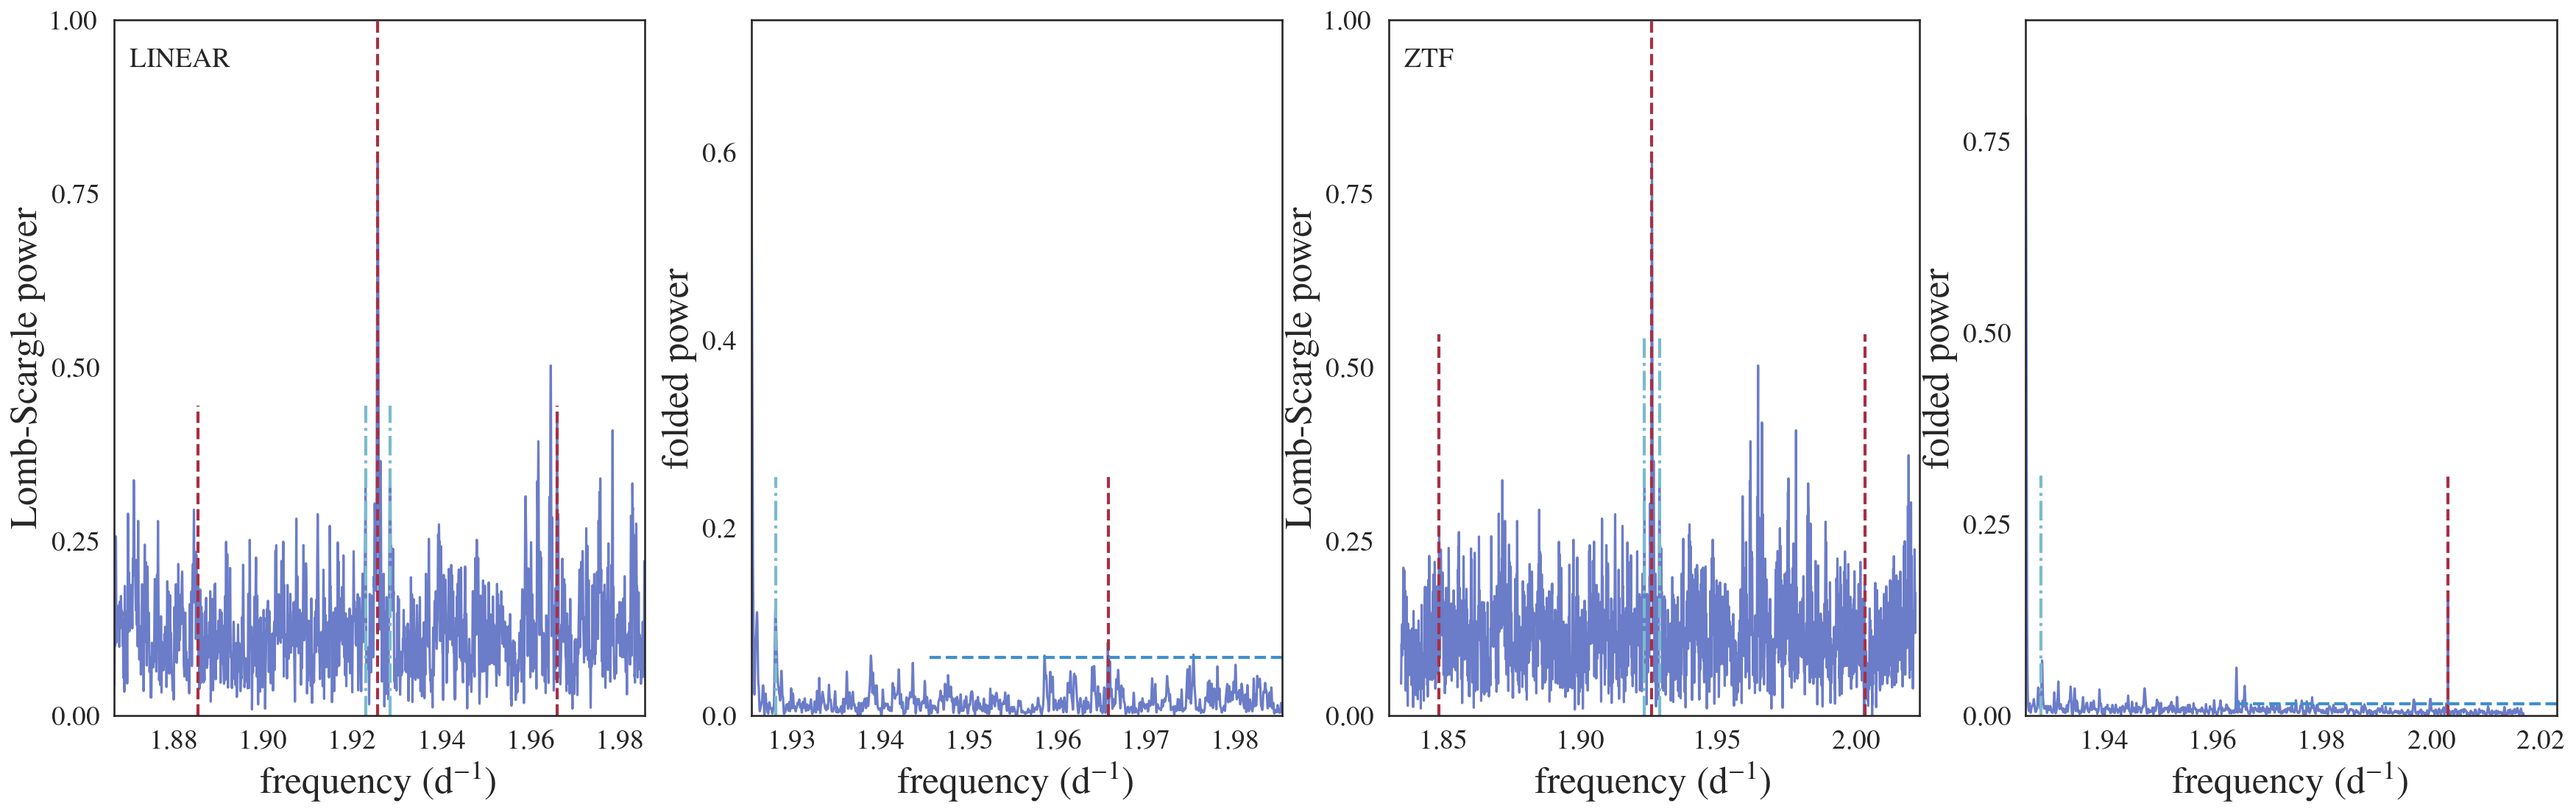 LINEAR
Lomb-Scargle power
1.00
0.75
0.50
0.25
0.00
1.88 1.90 1.92 1.94 1.96 1.98
frequency (d⁻¹)
folded power
0.6
0.4
0.2
0.0
1.93 1.94 1.95 1.96 1.97 1.98
frequency (d⁻¹)
ZTF
Lomb-Scargle power
1.00
0.75
0.50
0.25
0.00
1.85 1.90 1.95 2.00
frequency (d⁻¹)
folded power
0.75
0.50
0.25
0.00
1.94 1.96 1.98 2.00 2.02
frequency (d⁻¹)